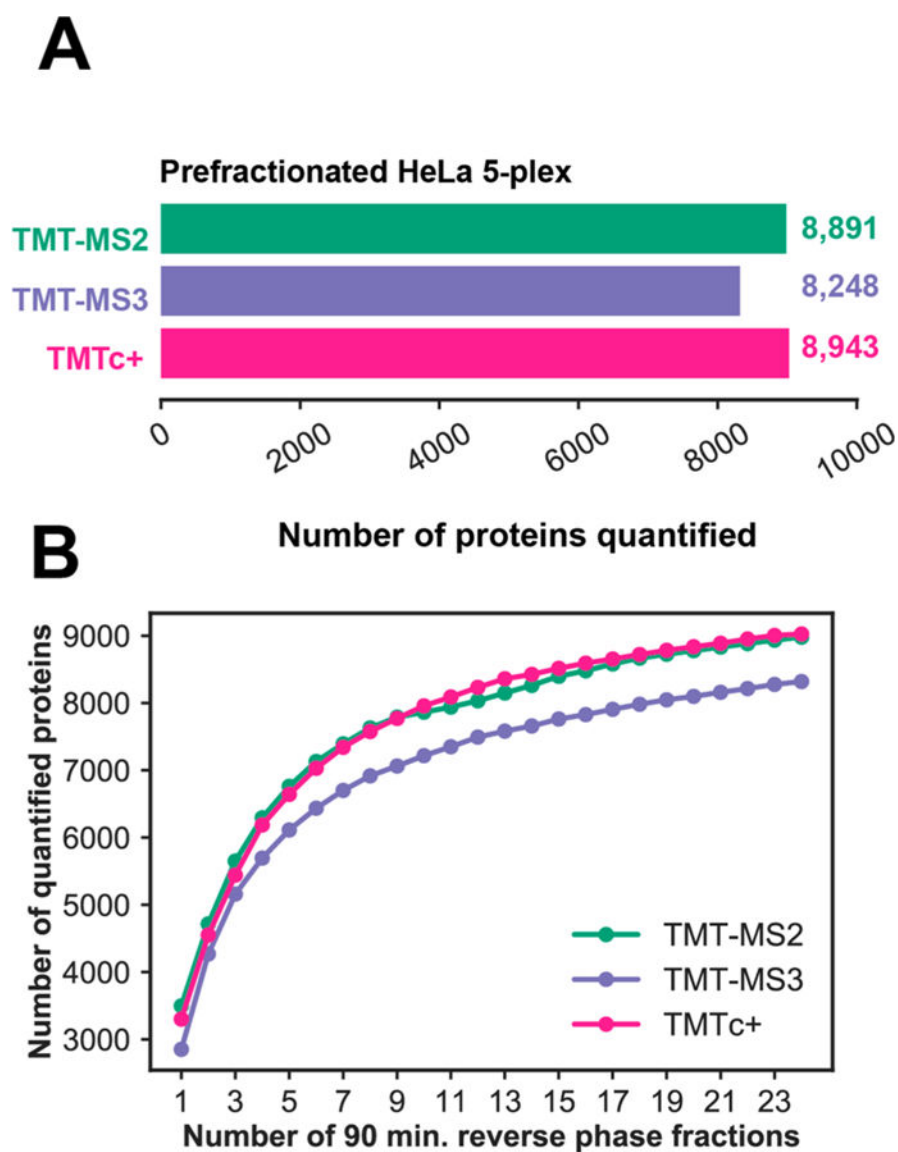 A
Prefractionated HeLa 5-plex
TMT-MS2 8,891
TMT-MS3 8,248
TMTc+ 8,943
0 2000 4000 6000 8000 10000
Number of proteins quantified
B
Number of quantified proteins
9000
8000
7000
6000
5000
4000
3000
TMT-MS2
TMT-MS3
TMTc+
1 3 5 7 9 11 13 15 17 19 21 23
Number of 90 min. reverse phase fractions